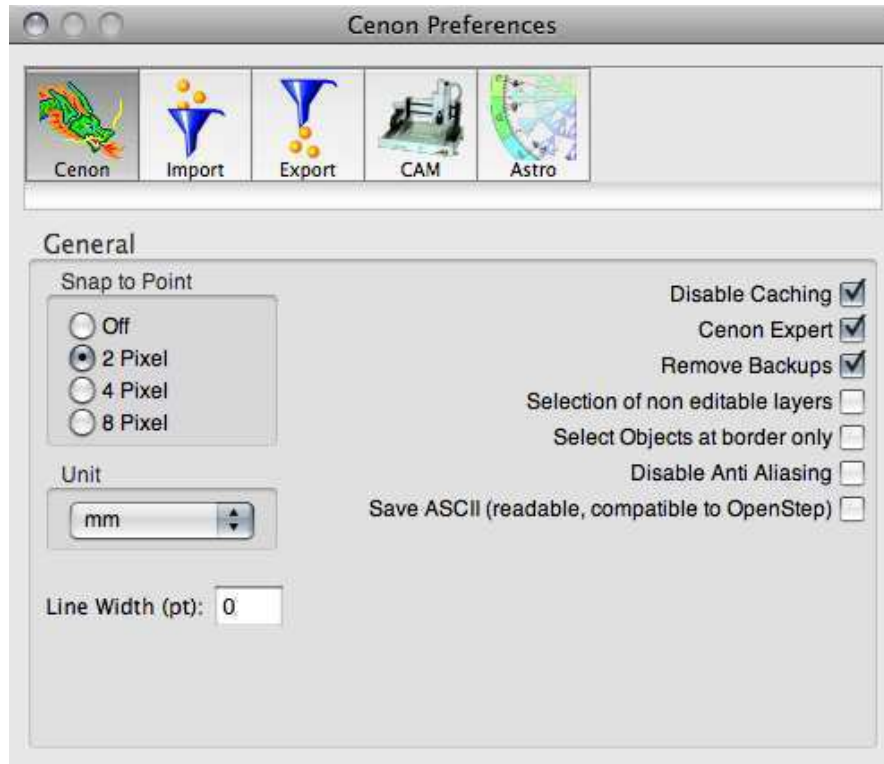 Cenon Preferences
Cenon
Import
Export
CAM
Astro
General
Snap to Point
Off
2 Pixel
4 Pixel
8 Pixel
Unit
mm
Line Width (pt): 0
Disable Caching
Cenon Expert
Remove Backups
Selection of non editable layers
Select Objects at border only
Disable Anti Aliasing
Save ASCII (readable, compatible to OpenStep)